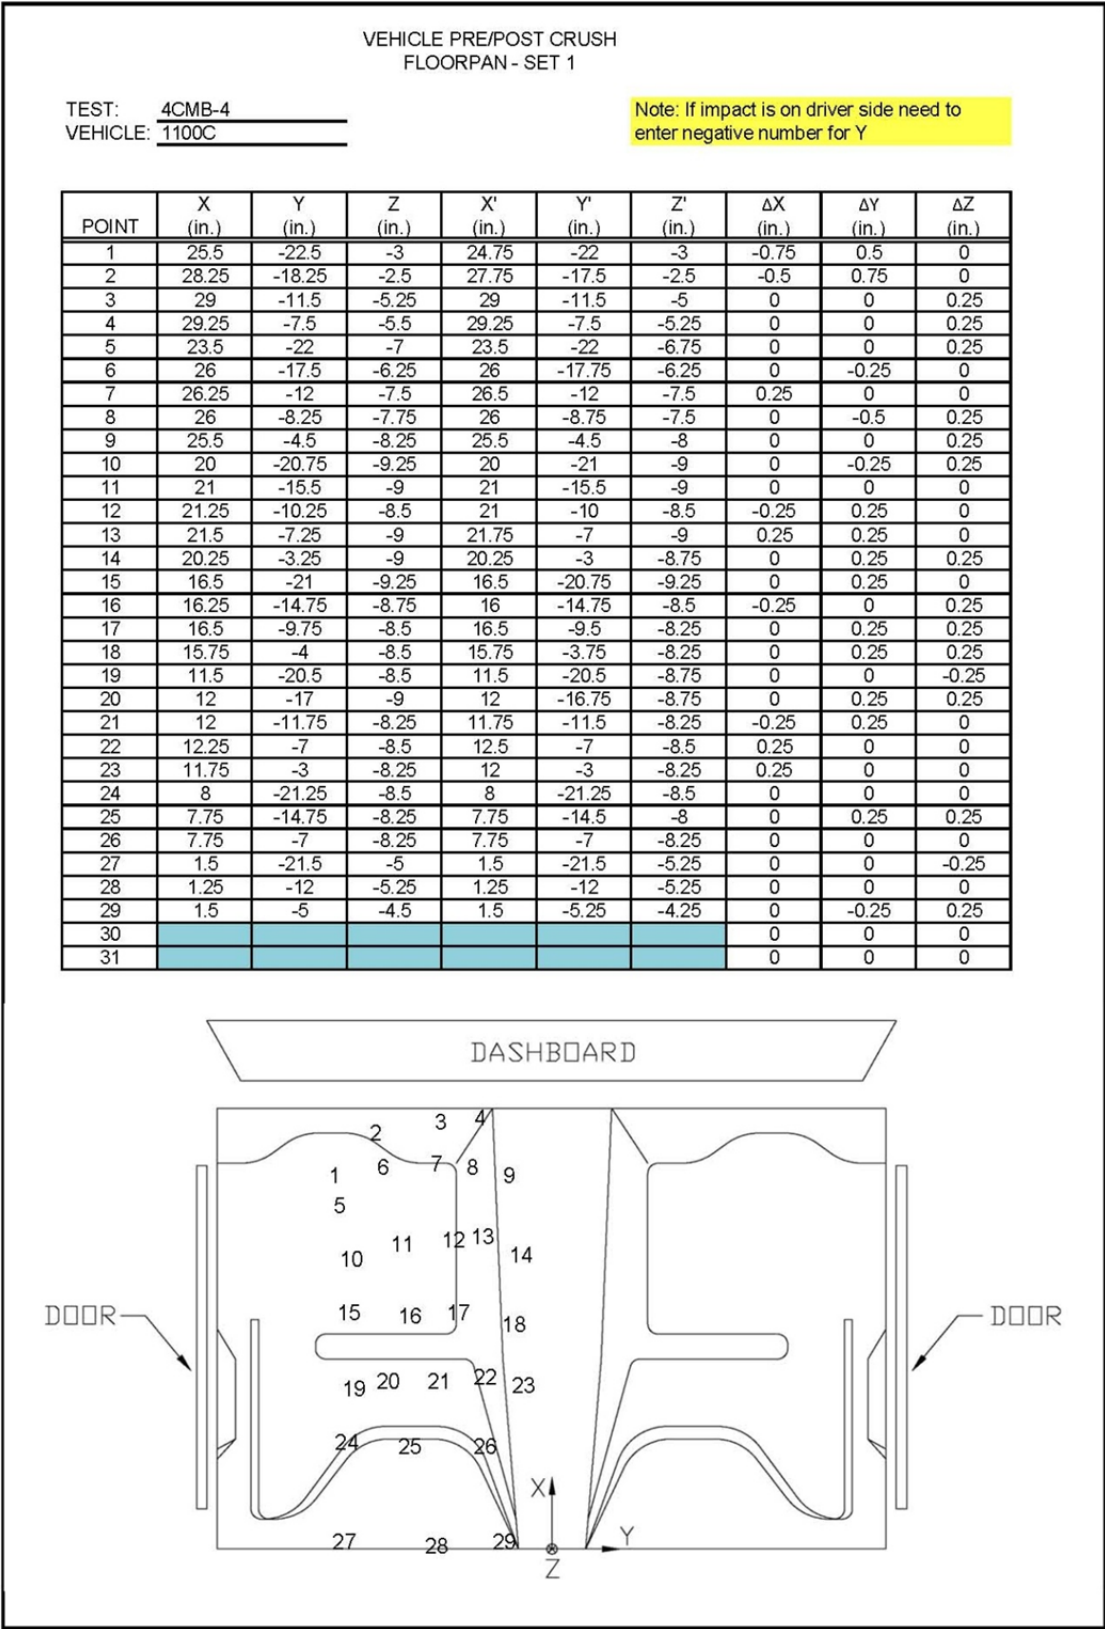 VEHICLE PRE/POST CRUSH
FLOORPAN - SET 1
TEST: 4CMB-4
VEHICLE: 1100C
Note: If impact is on driver side need to
enter negative number for Y
POINT X (in.) Y (in.) Z (in.) X' (in.) Y' (in.) Z' (in.) ΔX (in.) ΔY (in.) ΔZ (in.)
1 25.5 -22.5 -3 24.75 -22 -3 -0.75 0.5 0
2 28.25 -18.25 -2.5 27.75 -17.5 -2.5 -0.5 0.75 0
3 29 -11.5 -5.25 29 -11.5 -5 0 0 0.25
4 29.25 -7.5 -5.5 29.25 -7.5 -5.25 0 0 0.25
5 23.5 -22 -7 23.5 -22 -6.75 0 0 0.25
6 26 -17.5 -6.25 26 -17.75 -6.25 0 -0.25 0
7 26.25 -12 -7.5 26.5 -12 -7.5 0.25 0 0
8 26 -8.25 -7.75 26 -8.75 -7.5 0 -0.5 0.25
9 25.5 -4.5 -8.25 25.5 -4.5 -8 0 0 0.25
10 20 -20.75 -9.25 20 -21 -9 0 -0.25 0.25
11 21 -15.5 -9 21 -15.5 -9 0 0 0
12 21.25 -10.25 -8.5 21 -10 -8.5 -0.25 0.25 0
13 21.5 -7.25 -9 21.75 -7 -9 0.25 0.25 0
14 20.25 -3.25 -9 20.25 -3 -8.75 0 0.25 0.25
15 16.5 -21 -9.25 16.5 -20.75 -9.25 0 0.25 0
16 16.25 -14.75 -8.75 16 -14.75 -8.5 -0.25 0 0.25
17 16.5 -9.75 -8.5 16.5 -9.5 -8.25 0 0.25 0.25
18 15.75 -4 -8.5 15.75 -3.75 -8.25 0 0.25 0.25
19 11.5 -20.5 -8.5 11.5 -20.5 -8.75 0 0 -0.25
20 12 -17 -9 12 -16.75 -8.75 0 0.25 0.25
21 12 -11.75 -8.25 11.75 -11.5 -8.25 -0.25 0.25 0
22 12.25 -7 -8.5 12.5 -7 -8.5 0.25 0 0
23 11.75 -3 -8.25 12 -3 -8.25 0.25 0 0
24 8 -21.25 -8.5 8 -21.25 -8.5 0 0 0
25 7.75 -14.75 -8.25 7.75 -14.5 -8 0 0.25 0.25
26 7.75 -7 -8.25 7.75 -7 -8.25 0 0 0
27 1.5 -21.5 -5 1.5 -21.5 -5.25 0 0 -0.25
28 1.25 -12 -5.25 1.25 -12 -5.25 0 0 0
29 1.5 -5 -4.5 1.5 -5.25 -4.25 0 -0.25 0.25
30 0 0 0
31 0 0 0
DASHBOARD
2 3 4
1 6 7 8 9
5
10 11 12 13 14
DOOR 15 16 17 18 DOOR
19 20 21 22 23
24 25 26
X
27 28 29 Y
Z